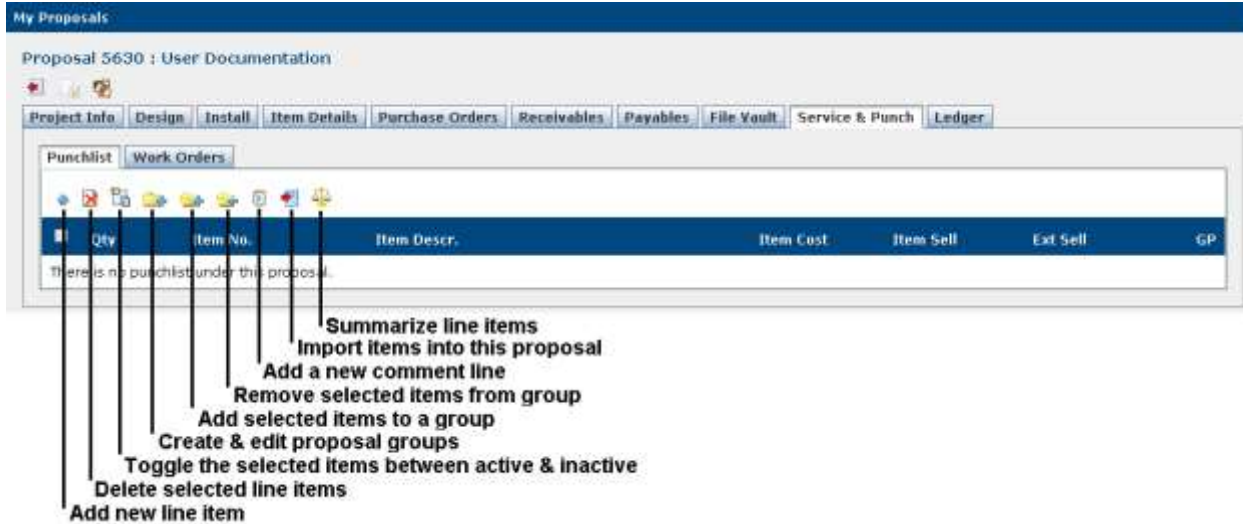 My Proposals
Proposal 5630 : User Documentation
Project Info Design Install Item Details Purchase Orders Receivables Payables File Vault Service & Punch Ledger
Punchlist Work Orders
Qty Item No. Item Descr. Item Cost Item Sell Ext Sell GP
There is no punchlist under this proposal.
Summarize line items
Import items into this proposal
Add a new comment line
Remove selected items from group
Add selected items to a group
Create & edit proposal groups
Toggle the selected items between active & inactive
Delete selected line items
Add new line item